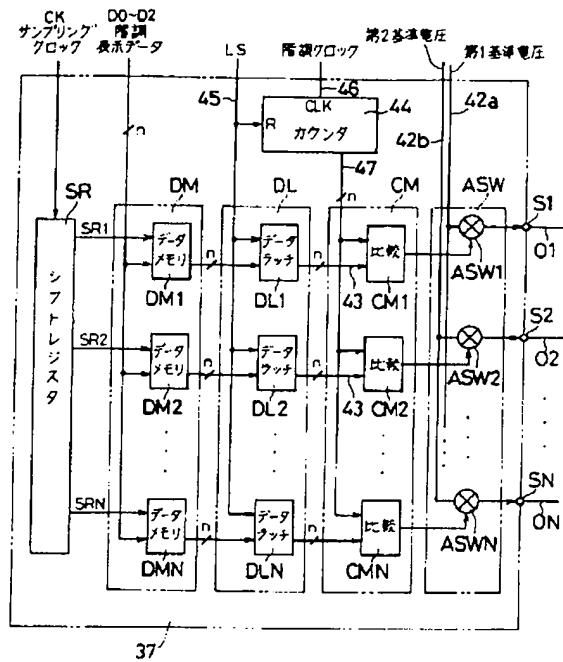 CK
サンプリング
クロック
D0~D2
階調
表示データ
LS
階調クロック
第2基準電圧
第1基準電圧
45
46
44
CLK
R
カウンタ
42a
42b
47
n
n
SR
DM
DL
CM
ASW
シフトレジスタ
SR1
データ
メモリ
DM1
n
データ
ラッチ
DL1
n
43
比較
CM1
ASW1
S1
O1
SR2
データ
メモリ
DM2
n
データ
ラッチ
DL2
n
43
比較
CM2
ASW2
S2
O2
SRN
データ
メモリ
DMN
n
データ
ラッチ
DLN
n
比較
CMN
ASWN
SN
ON
37